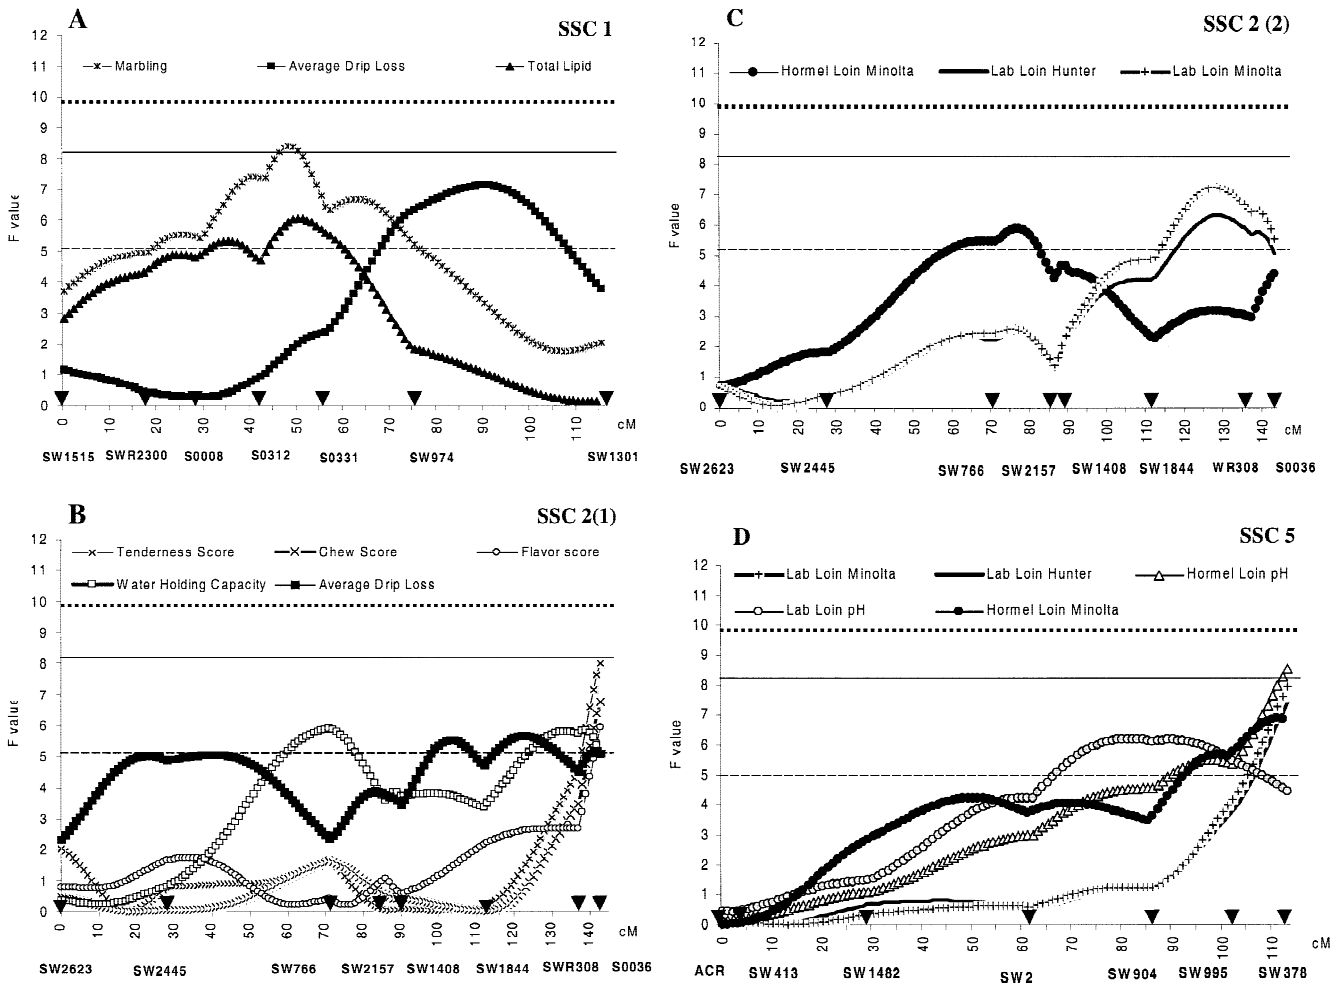 A
SSC 1
Marbling
Average Drip Loss
Total Lipid
F value
12
11
10
9
8
7
6
5
4
3
2
1
0
0 10 20 30 40 50 60 70 80 90 100 110 cM
SW1515 SWR2300 S0008 S0312 S0331 SW974 SW1301
B
SSC 2(1)
Tenderness Score
Chew Score
Flavor score
Water Holding Capacity
Average Drip Loss
F value
12
11
10
9
8
7
6
5
4
3
2
1
0
0 10 20 30 40 50 60 70 80 90 100 110 120 130 140 cM
SW2623 SW2445 SW766 SW2157 SW1408 SW1844 SWR308 S0036
C
SSC 2 (2)
Hormel Loin Minolta
Lab Loin Hunter
Lab Loin Minolta
F value
12
11
10
9
8
7
6
5
4
3
2
1
0
0 10 20 30 40 50 60 70 80 90 100 110 120 130 140 cM
SW2623 SW2445 SW766 SW2157 SW1408 SW1844 WR308 S0036
D
SSC 5
Lab Loin Minolta
Lab Loin Hunter
Hormel Loin pH
Lab Loin pH
Hormel Loin Minolta
F value
12
11
10
9
8
7
6
5
4
3
2
1
0
0 10 20 30 40 50 60 70 80 90 100 110 cM
ACR SW413 SW1482 SW2 SW904 SW995 SW378